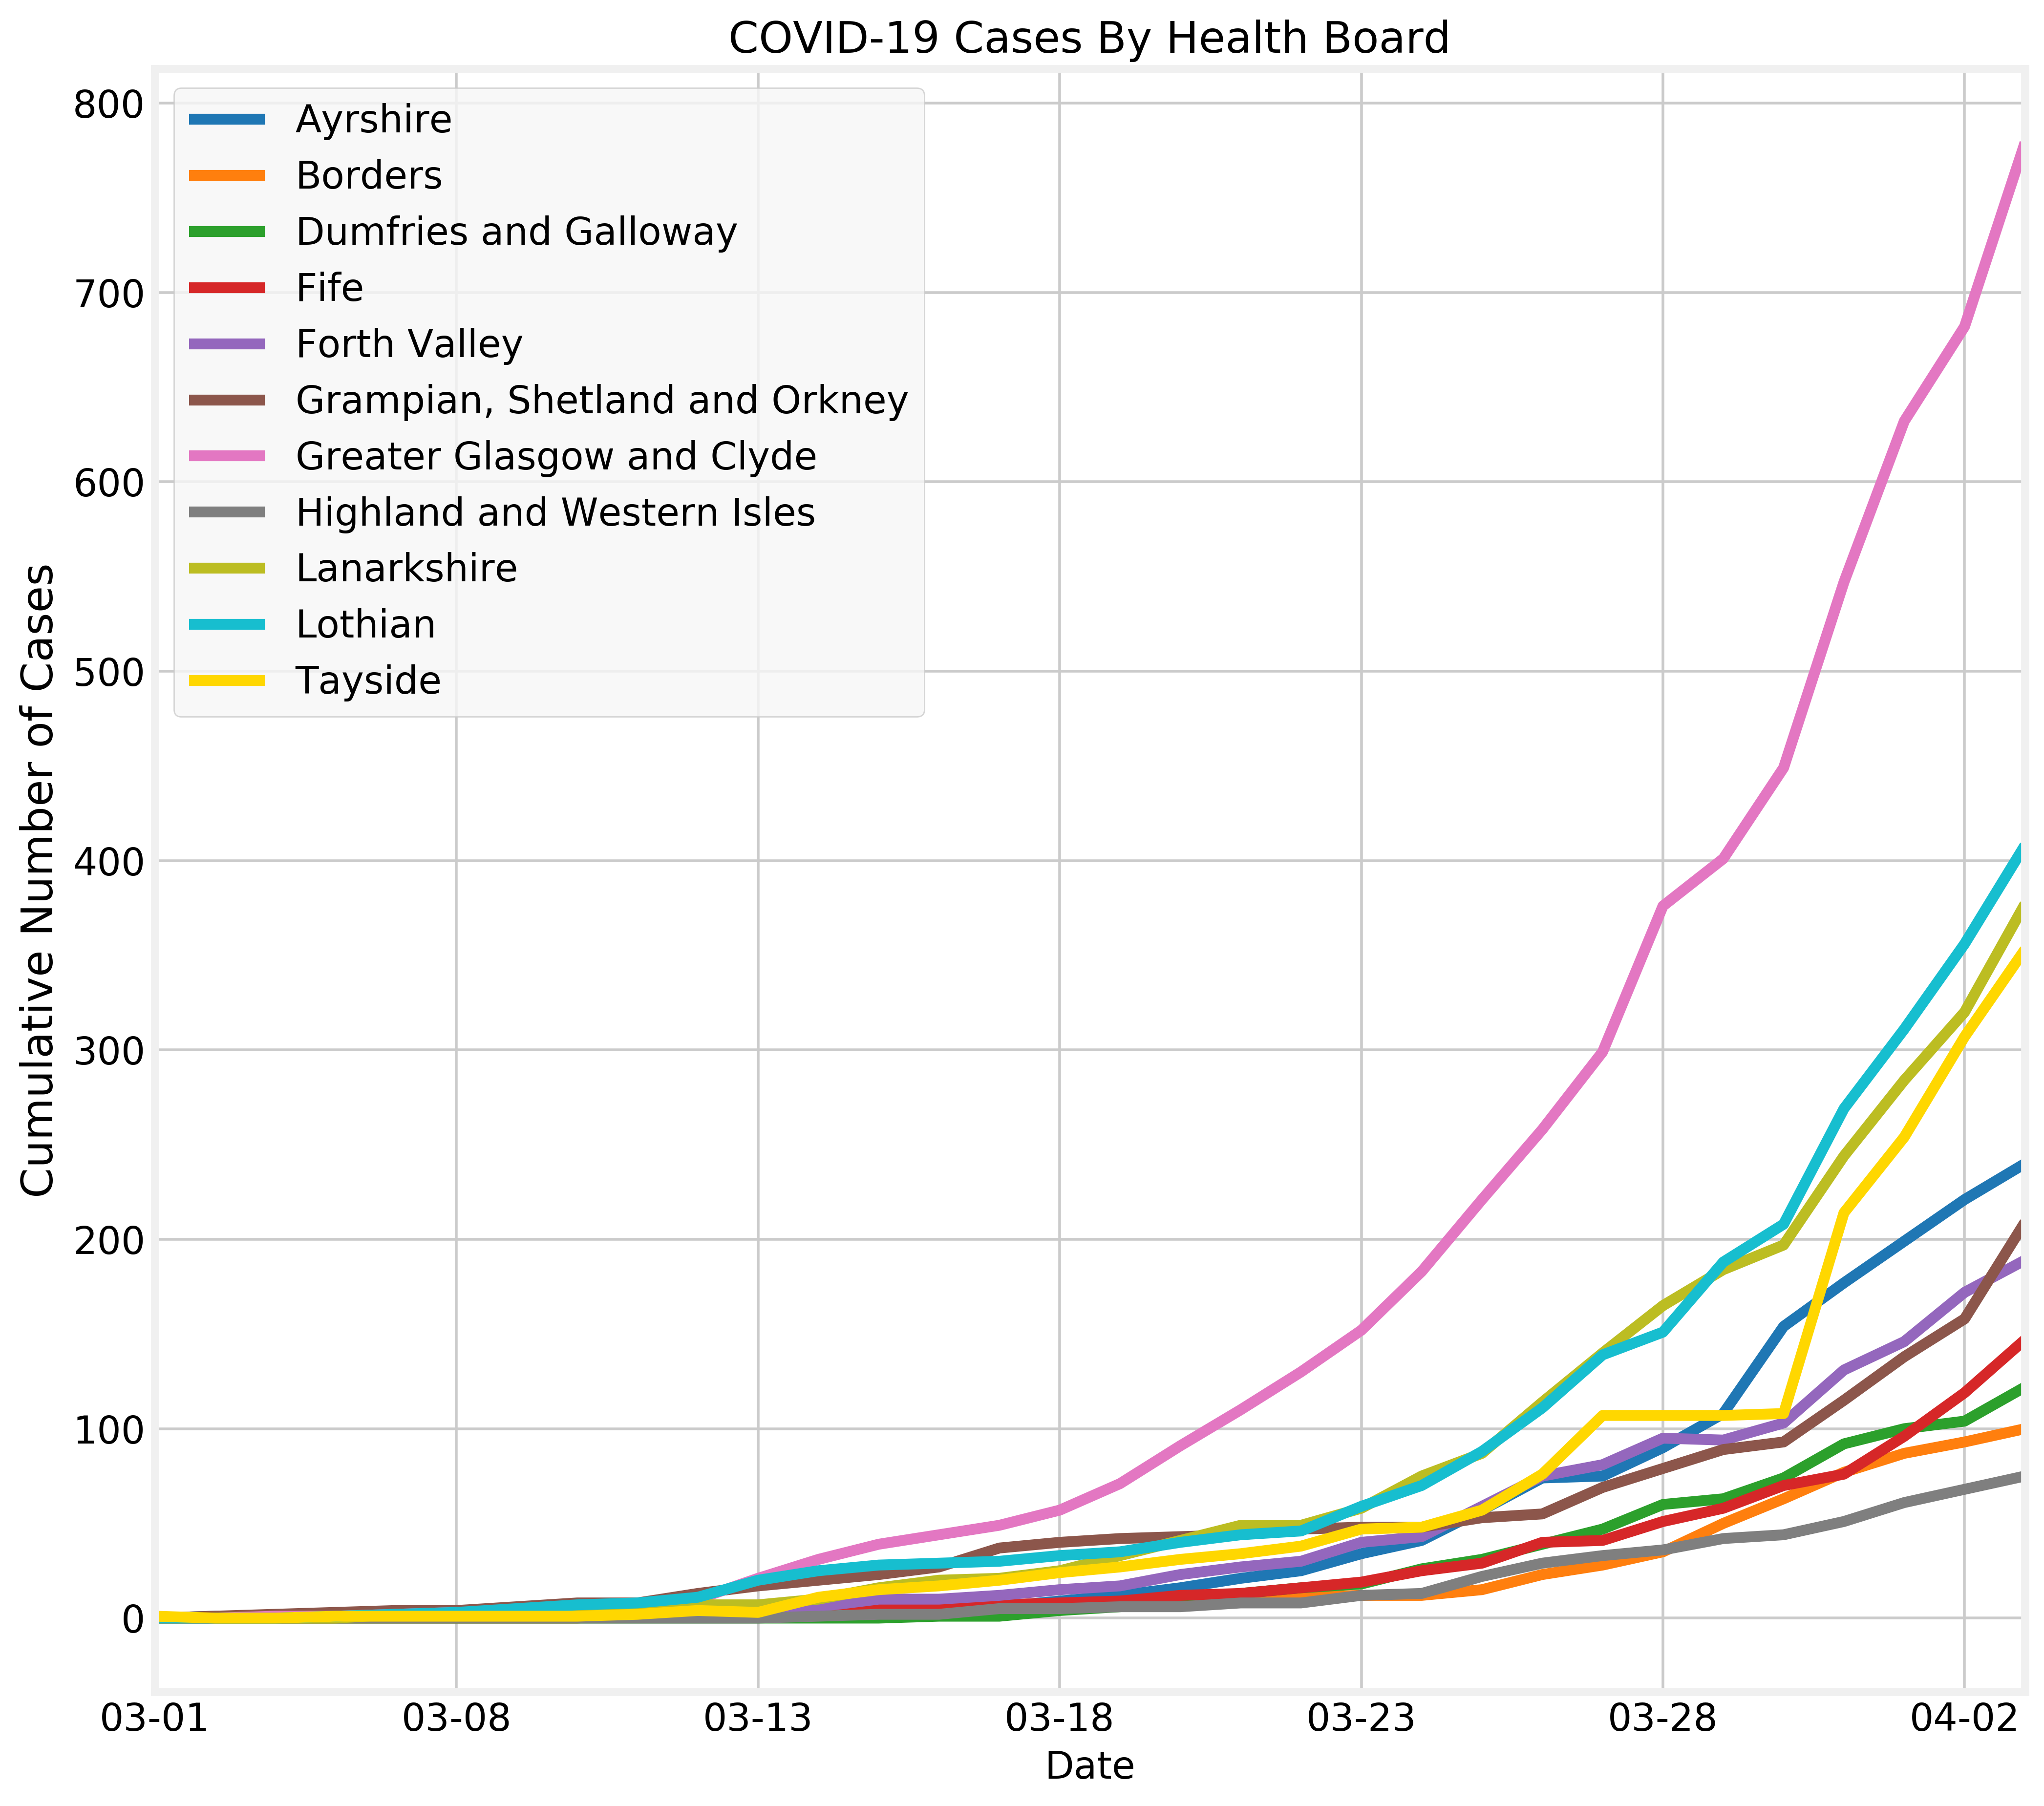 COVID-19 Cases By Health Board
800
700
600
500
400
300
200
100
0
Cumulative Number of Cases
Ayrshire
Borders
Dumfries and Galloway
Fife
Forth Valley
Grampian, Shetland and Orkney
Greater Glasgow and Clyde
Highland and Western Isles
Lanarkshire
Lothian
Tayside
03-01 03-08 03-13 03-18 03-23 03-28 04-02
Date